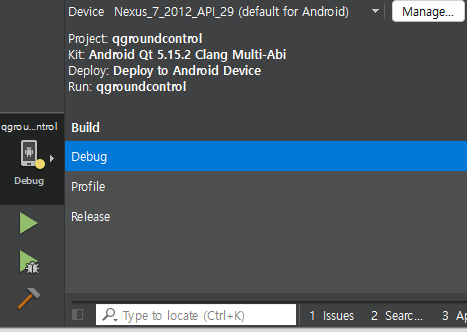 Device Nexus_7_2012_API_29 (default for Android) Manage...
Project: qgroundcontrol
Kit: Android Qt 5.15.2 Clang Multi-Abi
Deploy: Deploy to Android Device
Run: qgroundcontrol
qgrou...ntrol
Debug
Build
Debug
Profile
Release
Type to locate (Ctrl+K) 1 Issues 2 Searc... 3